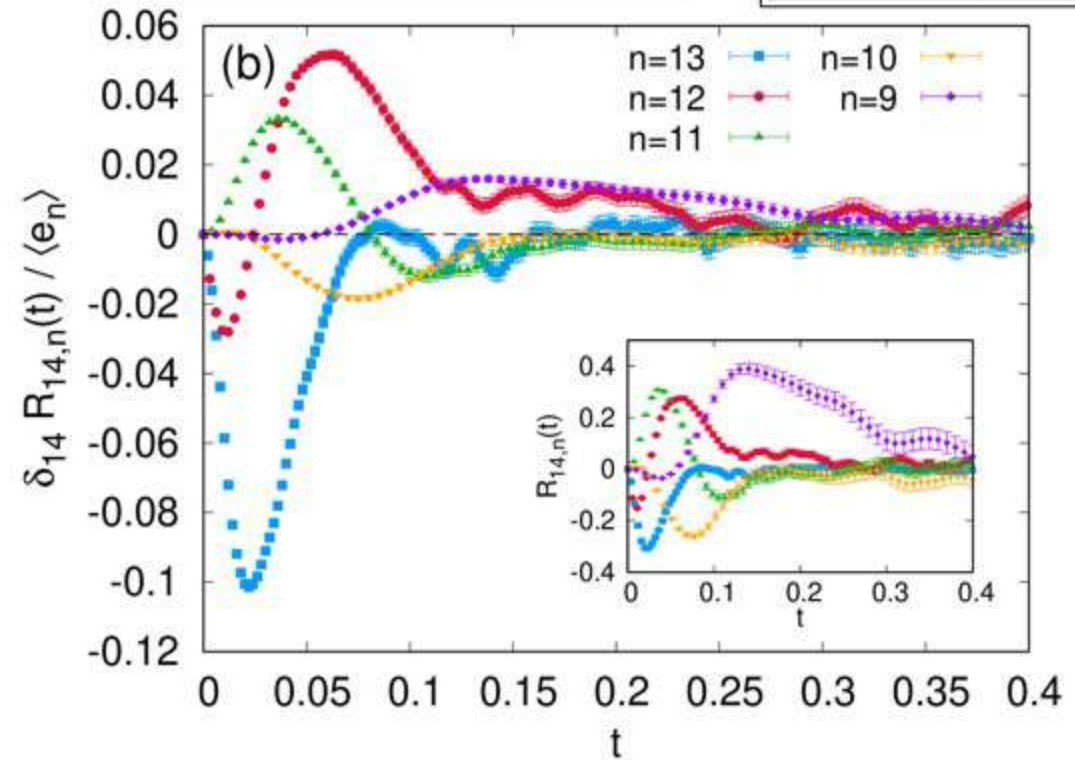 (b)
n=13
n=10
n=12
n=9
n=11
0.06
0.04
0.02
0
-0.02
-0.04
-0.06
-0.08
-0.1
-0.12
δ14 R14,n(t) / ⟨en⟩
0.4
0.2
0
-0.2
-0.4
R14,n(t)
0 0.1 0.2 0.3 0.4
t
0 0.05 0.1 0.15 0.2 0.25 0.3 0.35 0.4
t